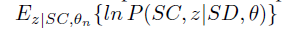 E_{z|SC,θ_n}{ln P(SC, z|SD, θ)}